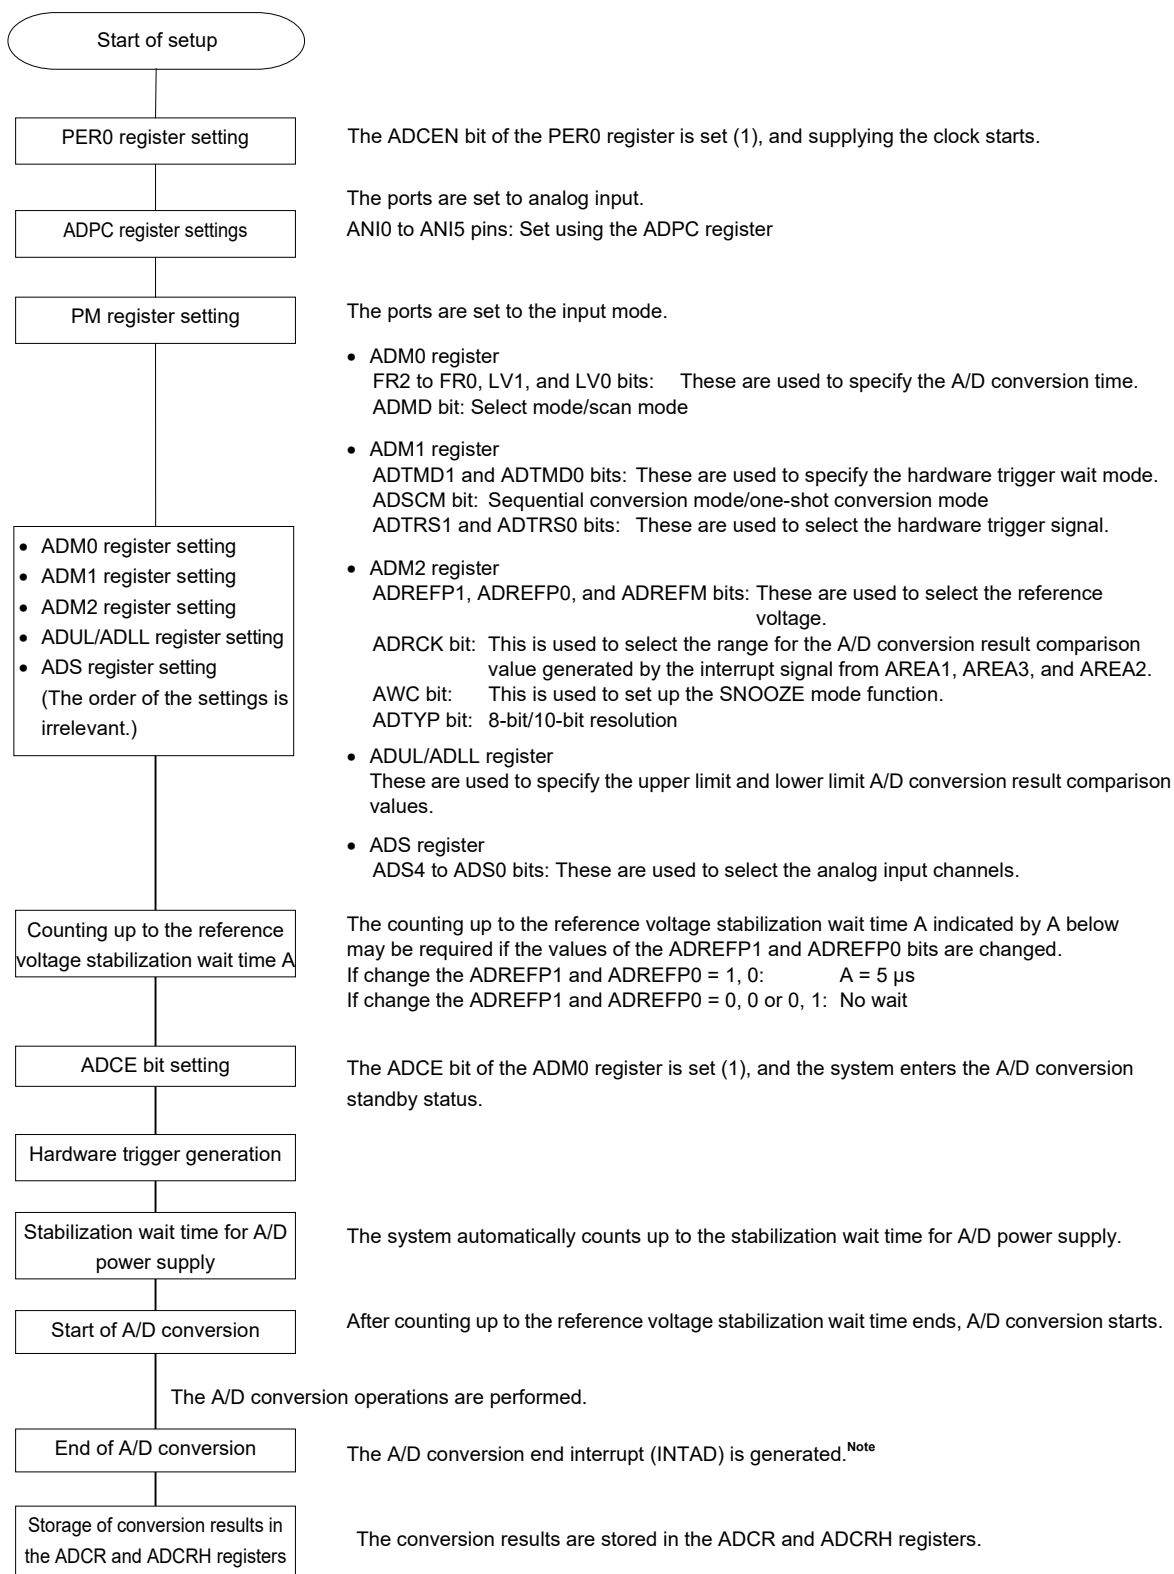 Start of setup
PER0 register setting
The ADCEN bit of the PER0 register is set (1), and supplying the clock starts.
The ports are set to analog input.
ADPC register settings
ANI0 to ANI5 pins: Set using the ADPC register
PM register setting
The ports are set to the input mode.
• ADM0 register
FR2 to FR0, LV1, and LV0 bits: These are used to specify the A/D conversion time.
ADMD bit: Select mode/scan mode
• ADM1 register
ADTMD1 and ADTMD0 bits: These are used to specify the hardware trigger wait mode.
ADSCM bit: Sequential conversion mode/one-shot conversion mode
ADTRS1 and ADTRS0 bits: These are used to select the hardware trigger signal.
• ADM0 register setting
• ADM1 register setting
• ADM2 register setting
• ADUL/ADLL register setting
• ADS register setting
(The order of the settings is
irrelevant.)
• ADM2 register
ADREFP1, ADREFP0, and ADREFM bits: These are used to select the reference
voltage.
ADRCK bit: This is used to select the range for the A/D conversion result comparison
value generated by the interrupt signal from AREA1, AREA3, and AREA2.
AWC bit: This is used to set up the SNOOZE mode function.
ADTYP bit: 8-bit/10-bit resolution
• ADUL/ADLL register
These are used to specify the upper limit and lower limit A/D conversion result comparison
values.
• ADS register
ADS4 to ADS0 bits: These are used to select the analog input channels.
Counting up to the reference
voltage stabilization wait time A
The counting up to the reference voltage stabilization wait time A indicated by A below
may be required if the values of the ADREFP1 and ADREFP0 bits are changed.
If change the ADREFP1 and ADREFP0 = 1, 0: A = 5 µs
If change the ADREFP1 and ADREFP0 = 0, 0 or 0, 1: No wait
ADCE bit setting
The ADCE bit of the ADM0 register is set (1), and the system enters the A/D conversion
standby status.
Hardware trigger generation
Stabilization wait time for A/D
power supply
The system automatically counts up to the stabilization wait time for A/D power supply.
Start of A/D conversion
After counting up to the reference voltage stabilization wait time ends, A/D conversion starts.
The A/D conversion operations are performed.
End of A/D conversion
The A/D conversion end interrupt (INTAD) is generated.Note
Storage of conversion results in
the ADCR and ADCRH registers
The conversion results are stored in the ADCR and ADCRH registers.